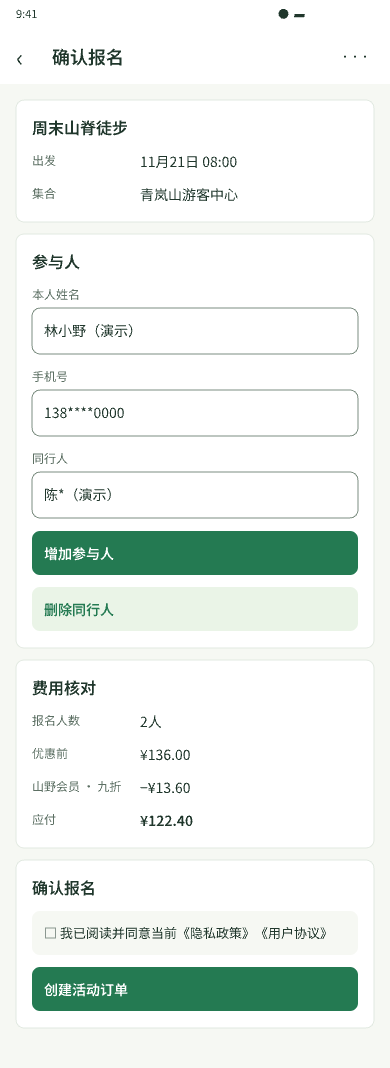 9:41
确认报名
周末山脊徒步
出发 11月21日 08:00
集合 青岚山游客中心
参与人
本人姓名
林小野（演示）
手机号
138****0000
同行人
陈*（演示）
增加参与人
删除同行人
费用核对
报名人数 2人
优惠前 ¥136.00
山野会员 · 九折 −¥13.60
应付 ¥122.40
确认报名
☐ 我已阅读并同意当前《隐私政策》《用户协议》
创建活动订单